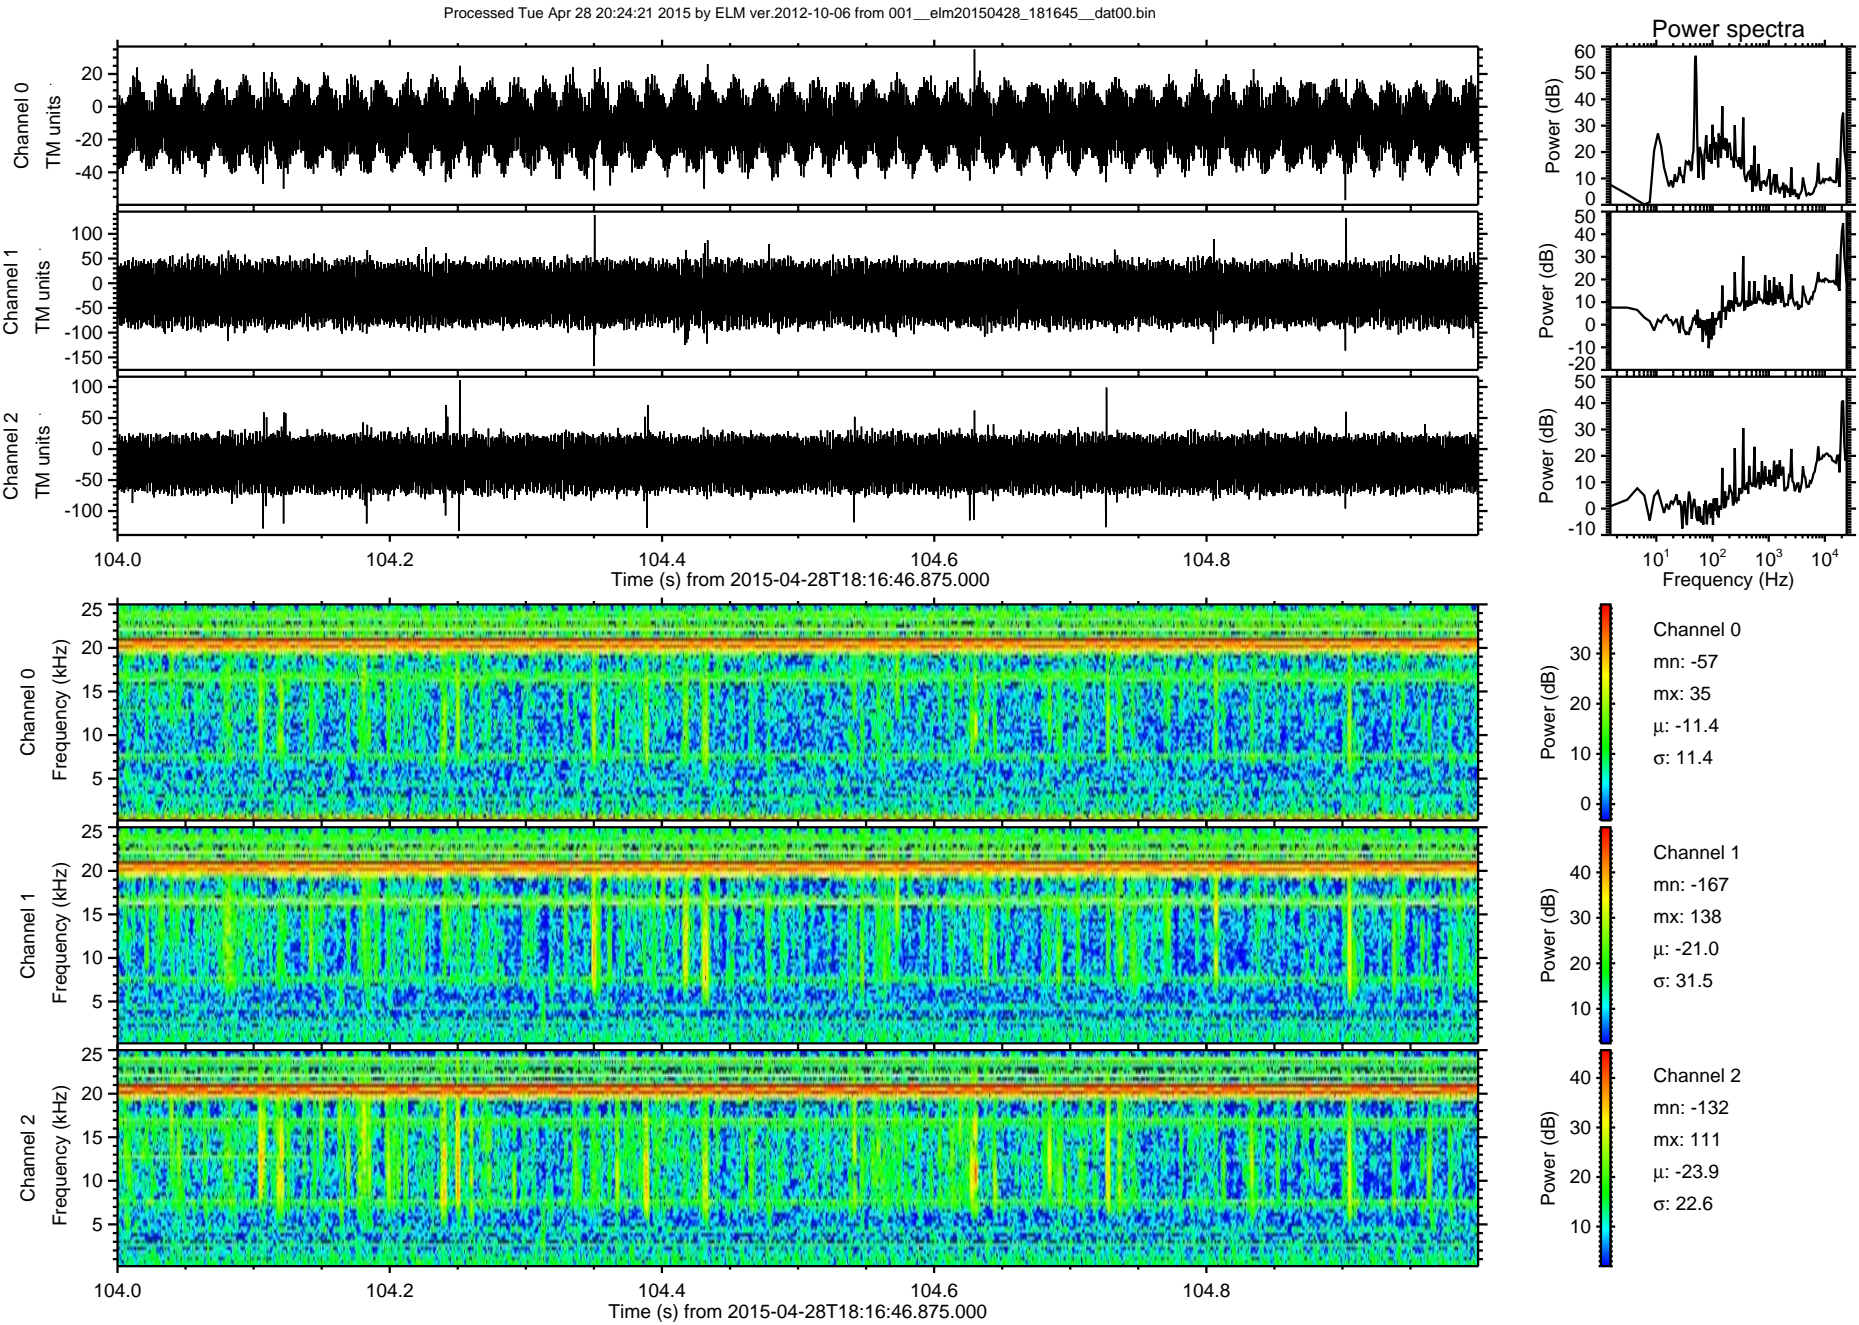 Processed Tue Apr 28 20:24:21 2015 by ELM ver.2012-10-06 from 001__elm20150428_181645__dat00.bin
Power spectra
Channel 0
TM units
20
0
-20
-40
Power (dB)
60
50
40
30
20
10
0
Channel 1
TM units
100
50
0
-50
-100
-150
Power (dB)
50
40
30
20
10
0
-10
-20
Channel 2
TM units
100
50
0
-50
-100
Power (dB)
50
40
30
20
10
0
-10
104.0 104.2 104.4 104.6 104.8
Time (s) from 2015-04-28T18:16:46.875.000
10^1 10^2 10^3 10^4
Frequency (Hz)
Channel 0
Frequency (kHz)
25
20
15
10
5
Power (dB)
30
20
10
0
Channel 0
mn: -57
mx: 35
μ: -11.4
σ: 11.4
Channel 1
Frequency (kHz)
25
20
15
10
5
Power (dB)
40
30
20
10
Channel 1
mn: -167
mx: 138
μ: -21.0
σ: 31.5
Channel 2
Frequency (kHz)
25
20
15
10
5
Power (dB)
40
30
20
10
Channel 2
mn: -132
mx: 111
μ: -23.9
σ: 22.6
104.0 104.2 104.4 104.6 104.8
Time (s) from 2015-04-28T18:16:46.875.000